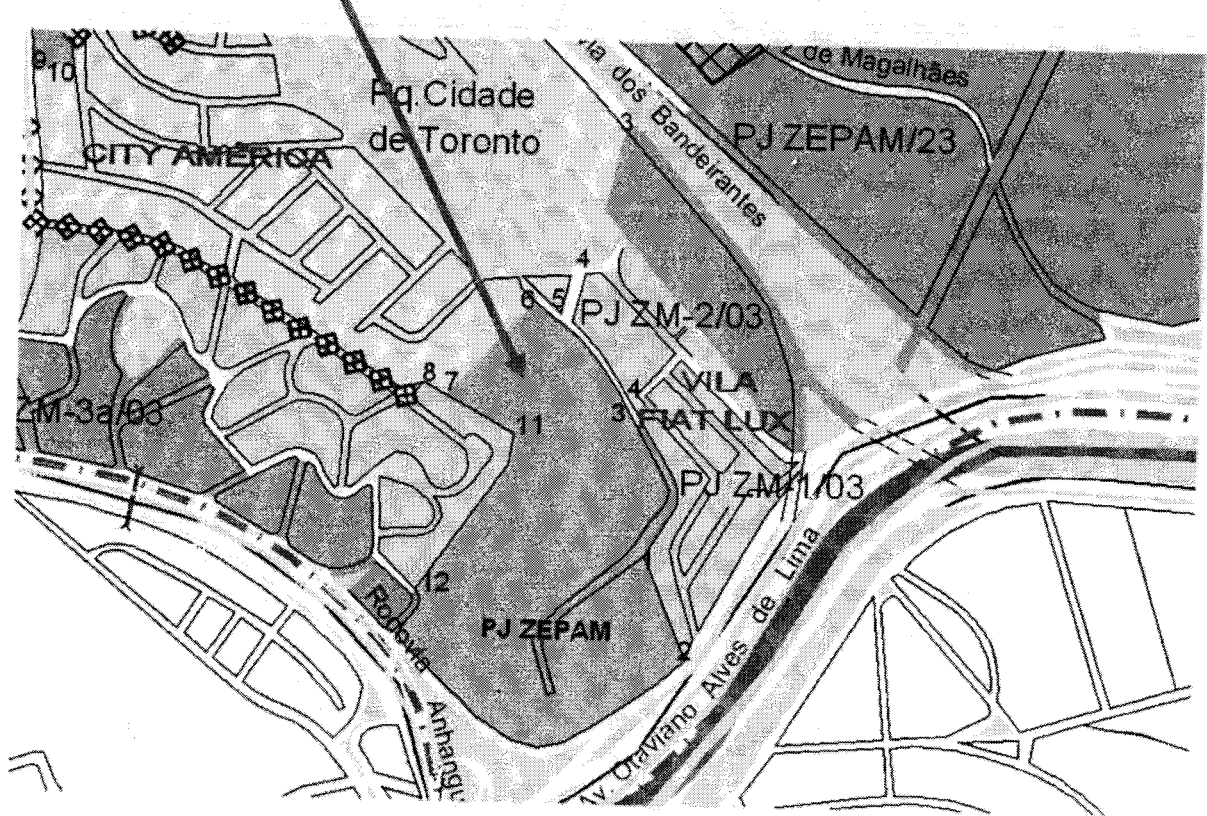 9
10
Pq.Cidade
de Toronto
CITY AMÉRICA
dos Bandeirantes
de Magalhães
PJ ZEPAM/23
3
4
6
5
PJ ZM-2/03
8
7
4
VILA
3
FIAT LUX
11
ZM-3a/03
PJ ZM-1/03
12
Rodovia
Anhangu
PJ ZEPAM
2
Av. Otaviano Alves de Lima